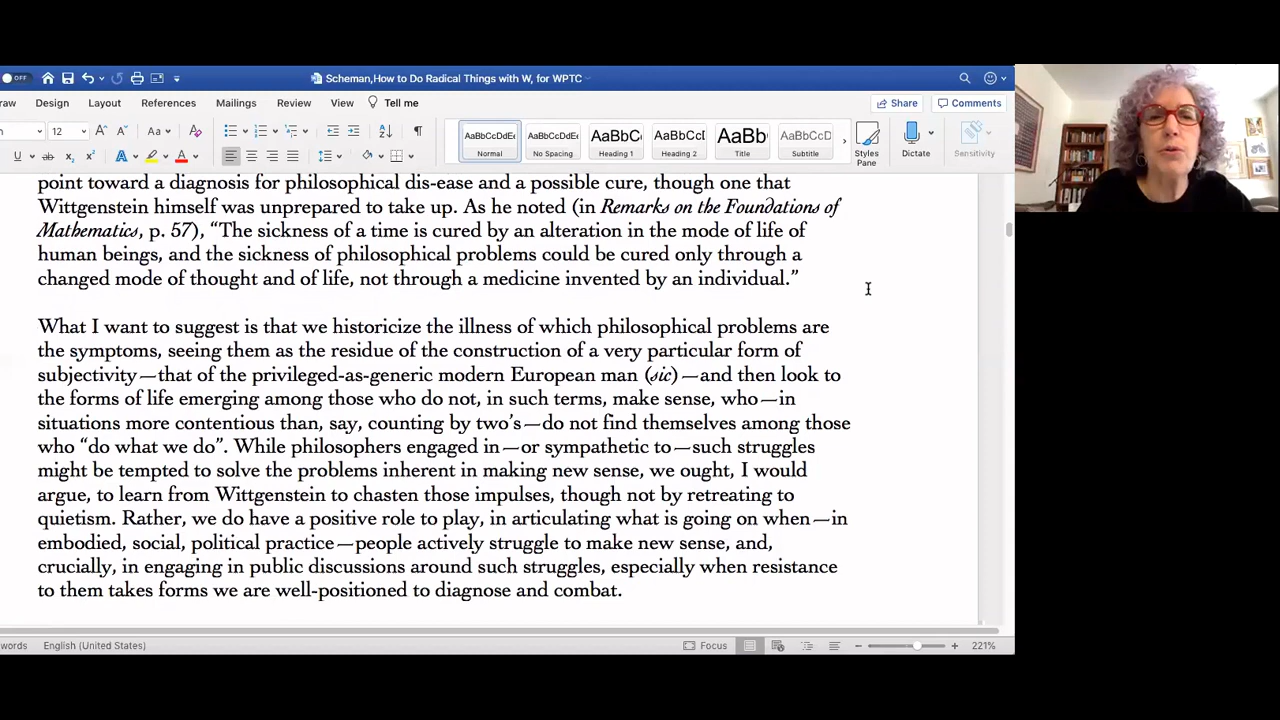 OFF
Scheman,How to Do Radical Things with W, for WPTC
raw Design Layout References Mailings Review View Tell me Share Comments
12 Aa
AaBbCcDdEe AaBbCcDdEe AaBbC AaBbCcD AaBb AaBbCcD
Normal No Spacing Heading 1 Heading 2 Title Subtitle Styles Pane Dictate Sensitivity
point toward a diagnosis for philosophical dis-ease and a possible cure, though one that
Wittgenstein himself was unprepared to take up. As he noted (in Remarks on the Foundations of
Mathematics, p. 57), “The sickness of a time is cured by an alteration in the mode of life of
human beings, and the sickness of philosophical problems could be cured only through a
changed mode of thought and of life, not through a medicine invented by an individual.”
What I want to suggest is that we historicize the illness of which philosophical problems are
the symptoms, seeing them as the residue of the construction of a very particular form of
subjectivity—that of the privileged-as-generic modern European man (sic)—and then look to
the forms of life emerging among those who do not, in such terms, make sense, who—in
situations more contentious than, say, counting by two’s—do not find themselves among those
who “do what we do”. While philosophers engaged in—or sympathetic to—such struggles
might be tempted to solve the problems inherent in making new sense, we ought, I would
argue, to learn from Wittgenstein to chasten those impulses, though not by retreating to
quietism. Rather, we do have a positive role to play, in articulating what is going on when—in
embodied, social, political practice—people actively struggle to make new sense, and,
crucially, in engaging in public discussions around such struggles, especially when resistance
to them takes forms we are well-positioned to diagnose and combat.
words English (United States) Focus 221%